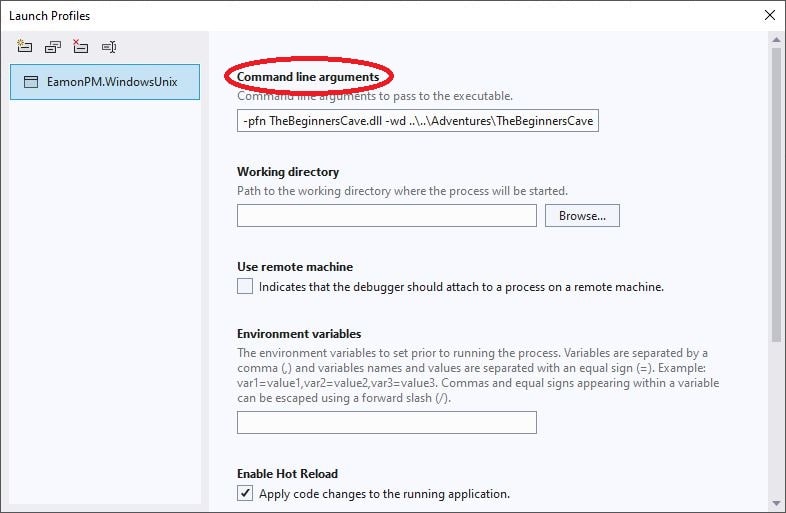 Launch Profiles
EamonPM.WindowsUnix
Command line arguments
Command line arguments to pass to the executable.
-pfn TheBeginnersCave.dll -wd ..\..\Adventures\TheBeginnersCave
Working directory
Path to the working directory where the process will be started.
Browse...
Use remote machine
Indicates that the debugger should attach to a process on a remote machine.
Environment variables
The environment variables to set prior to running the process. Variables are separated by a
comma (,) and variables names and values are separated with an equal sign (=). Example:
var1=value1,var2=value2,var3=value3. Commas and equal signs appearing within a variable
can be escaped using a forward slash (/).
Enable Hot Reload
Apply code changes to the running application.